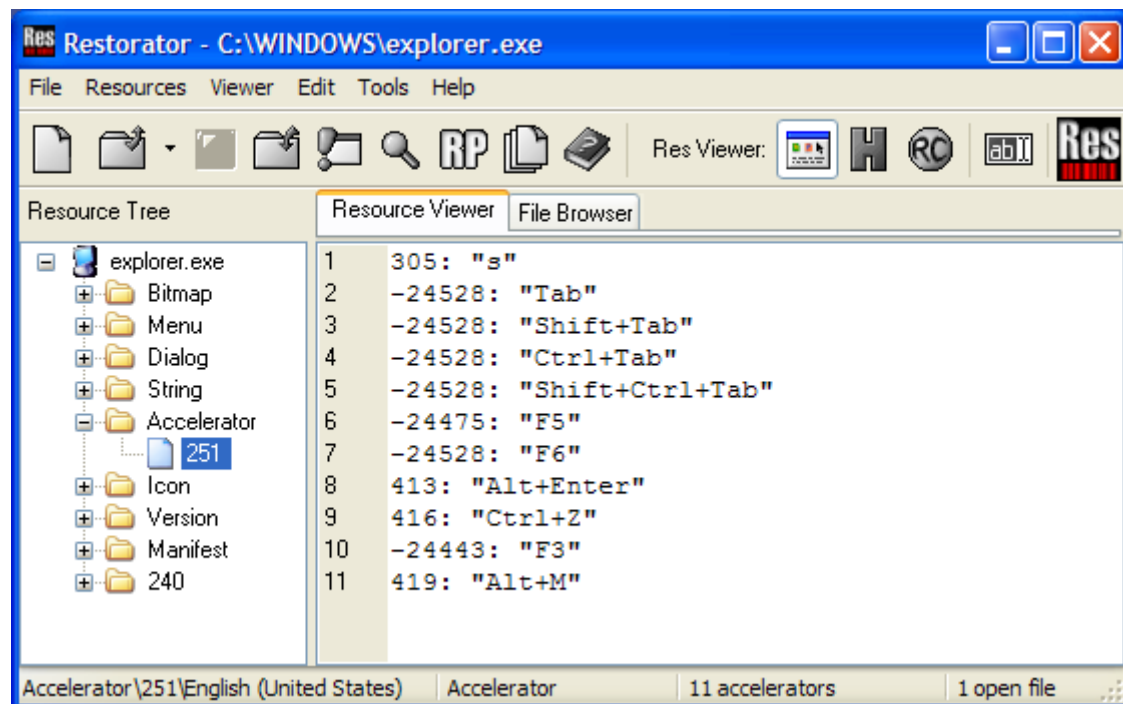 Res Restorator - C:\WINDOWS\explorer.exe
File Resources Viewer Edit Tools Help
RP Res Viewer: H RC ab Res
Resource Tree Resource Viewer File Browser
explorer.exe
Bitmap
Menu
Dialog
String
Accelerator
251
Icon
Version
Manifest
240
1 305: "s"
2 -24528: "Tab"
3 -24528: "Shift+Tab"
4 -24528: "Ctrl+Tab"
5 -24528: "Shift+Ctrl+Tab"
6 -24475: "F5"
7 -24528: "F6"
8 413: "Alt+Enter"
9 416: "Ctrl+Z"
10 -24443: "F3"
11 419: "Alt+M"
Accelerator\251\English (United States) Accelerator 11 accelerators 1 open file